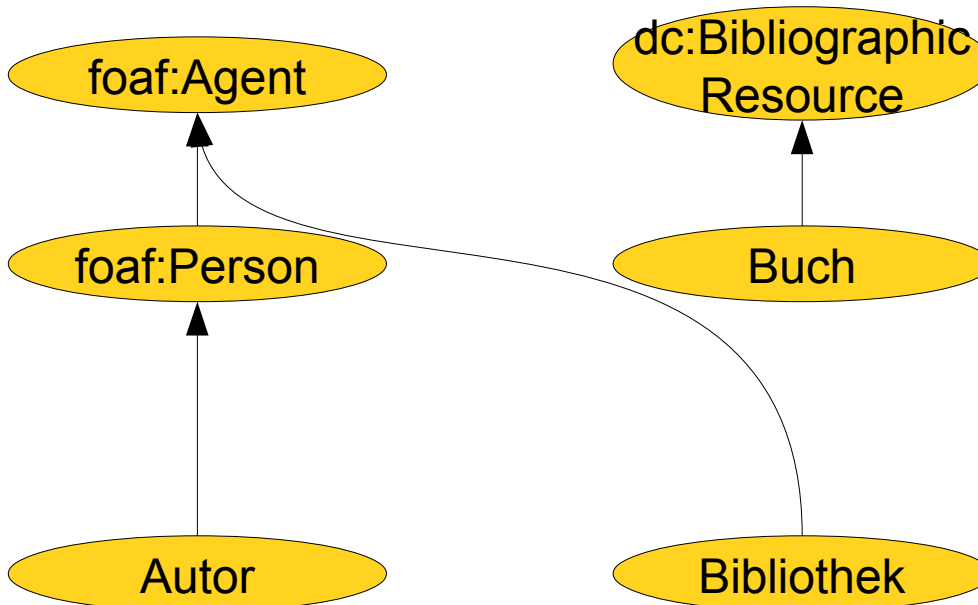 foaf:Agent
dc:Bibliographic
Resource
foaf:Person
Buch
Autor
Bibliothek